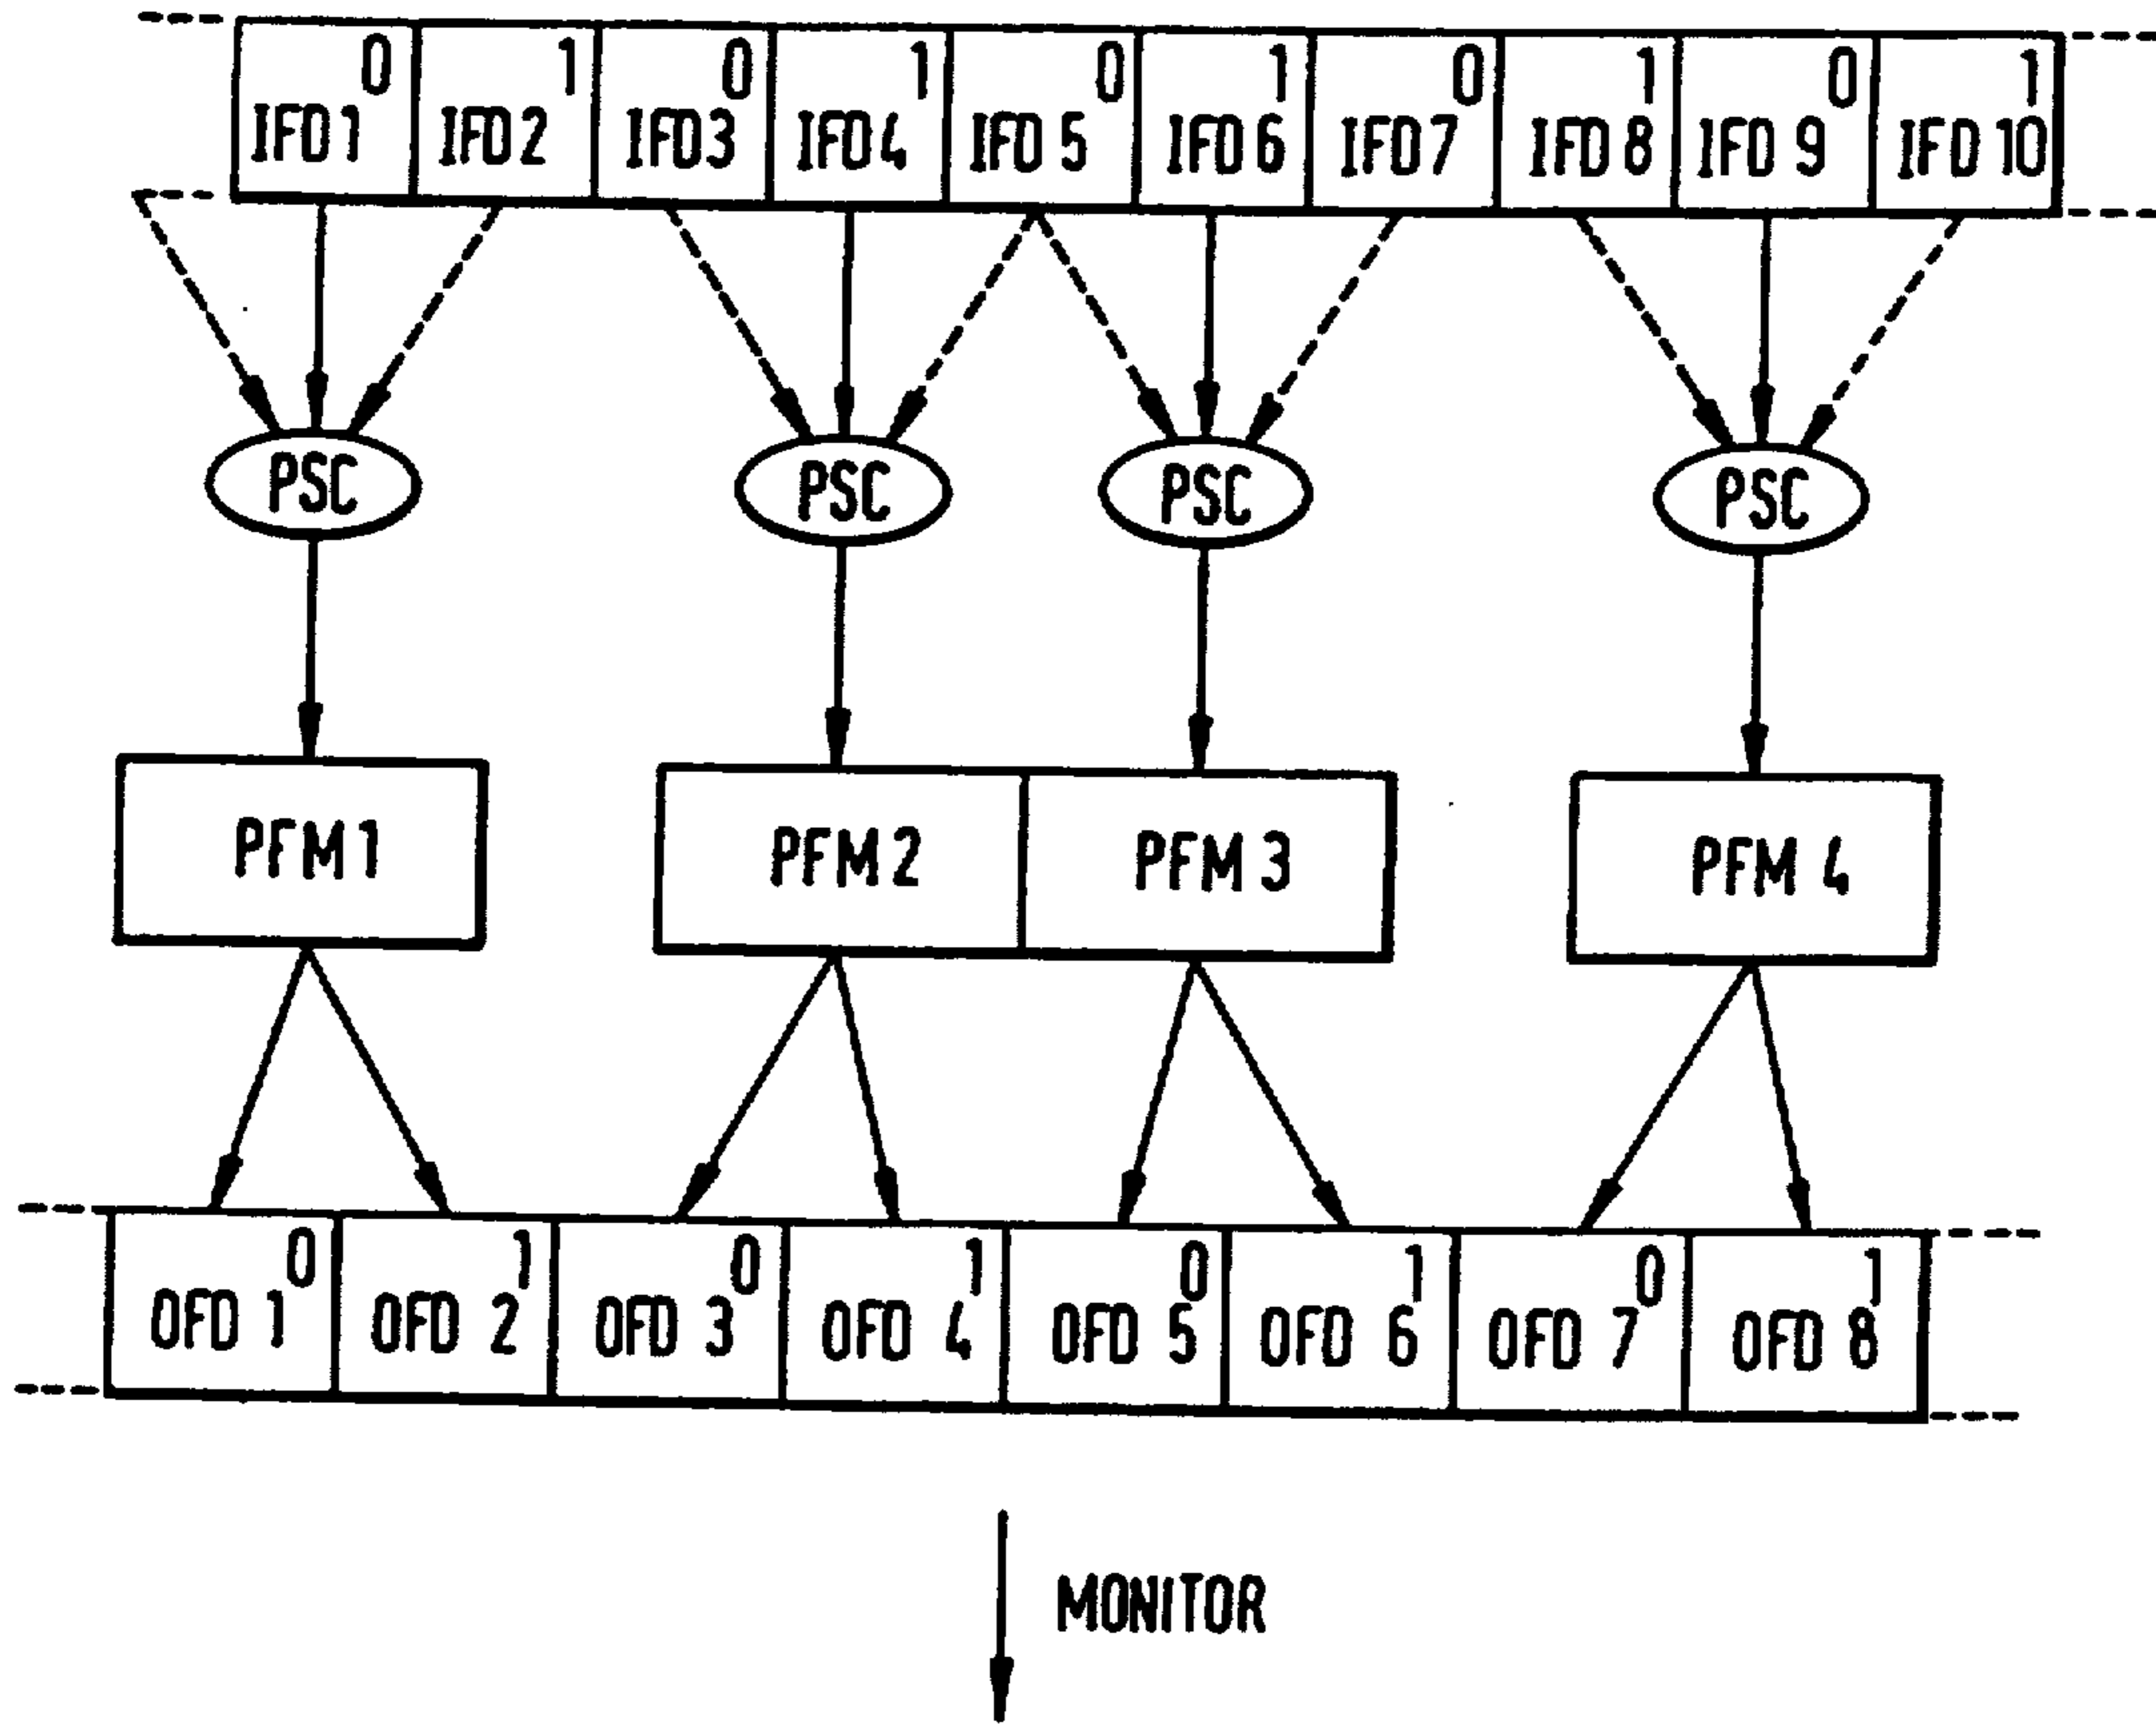 0 1 0 1 0 1 0 1 0 1
IFD 1 IFD 2 IFD 3 IFD 4 IFD 5 IFD 6 IFD 7 IFD 8 IFD 9 IFD 10
PSC PSC PSC PSC
PFM 1 PFM 2 PFM 3 PFM 4
0 1 0 1 0 1 0 1
OFD 1 OFD 2 OFD 3 OFD 4 OFD 5 OFD 6 OFD 7 OFD 8
MONITOR